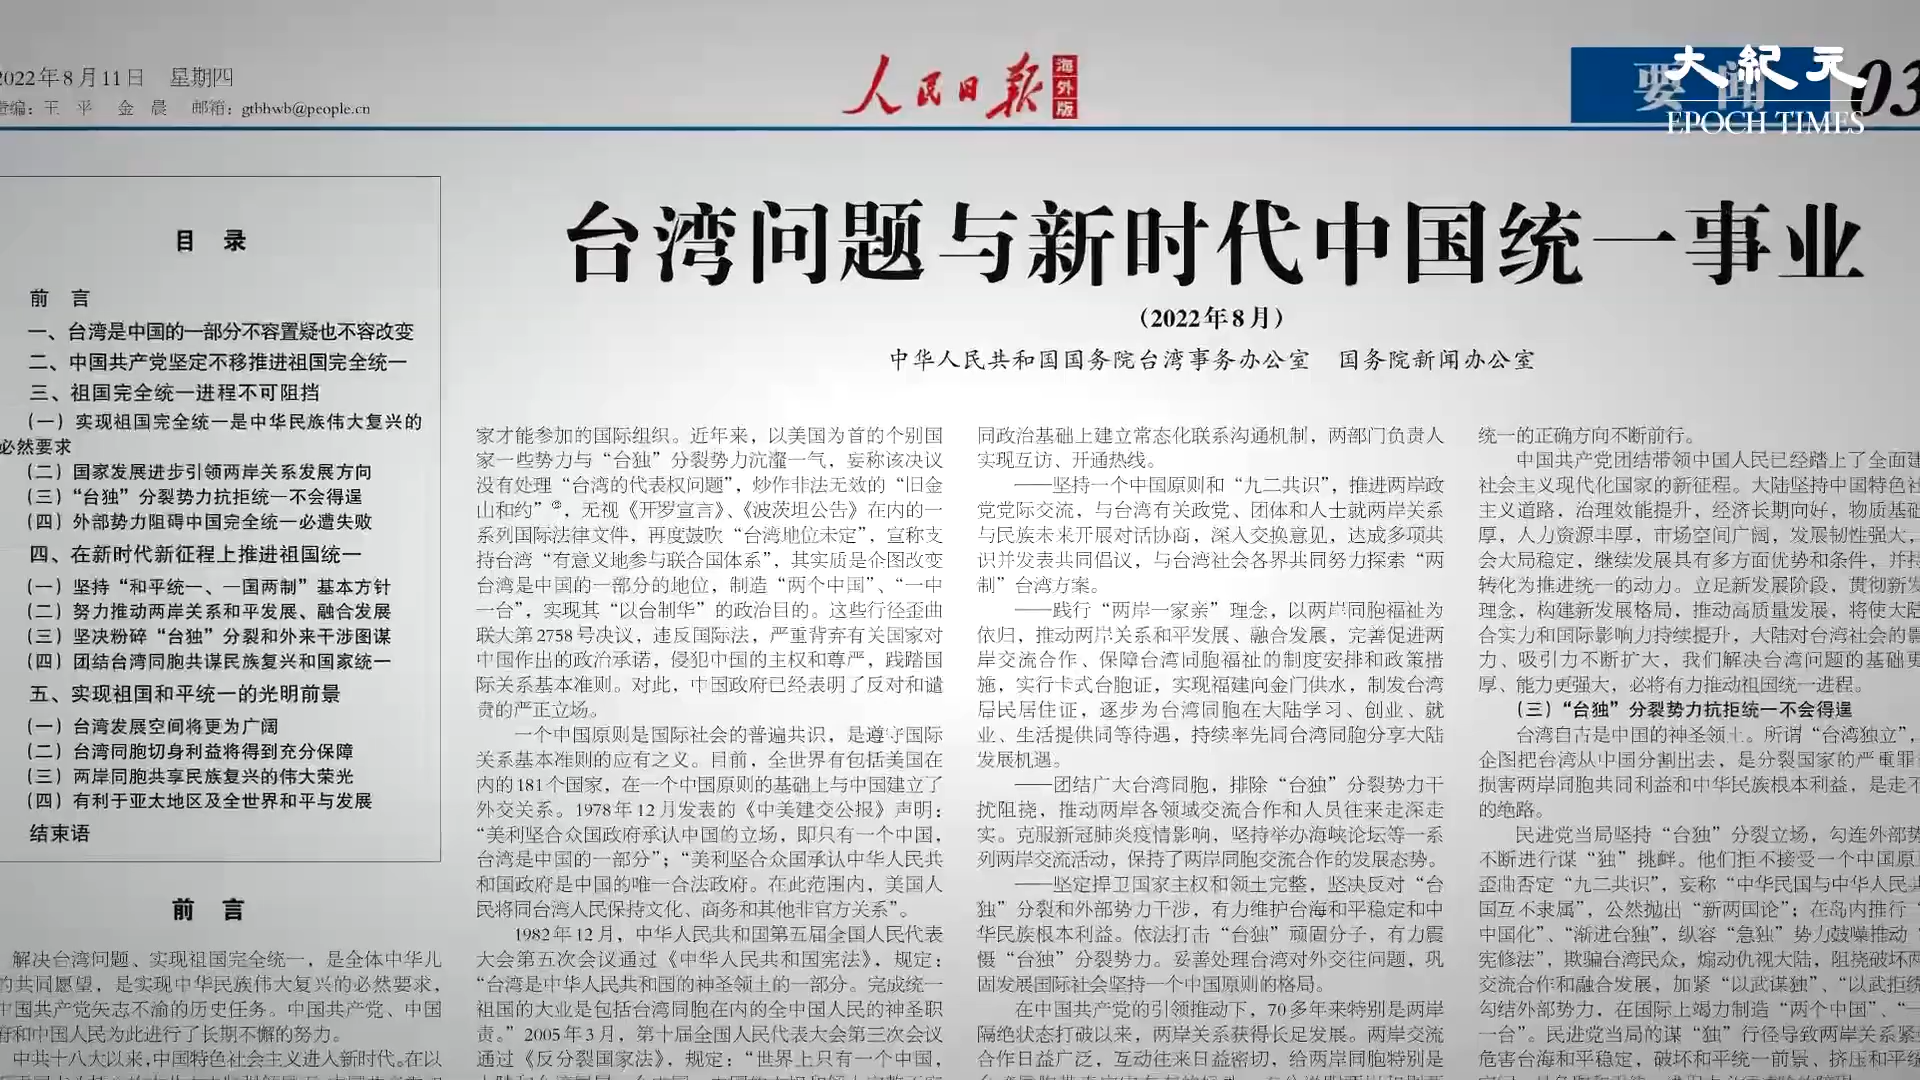 2022年8月11日 星期四
责编：王 平 金 晨 邮箱：gtbhwb@people.cn
人民日报
海外版
要闻
03
大紀元
EPOCH TIMES
台湾问题与新时代中国统一事业
（2022年8月）
中华人民共和国国务院台湾事务办公室 国务院新闻办公室
目 录
前 言
一、台湾是中国的一部分不容置疑也不容改变
二、中国共产党坚定不移推进祖国完全统一
三、祖国完全统一进程不可阻挡
（一）实现祖国完全统一是中华民族伟大复兴的
必然要求
（二）国家发展进步引领两岸关系发展方向
（三）“台独”分裂势力抗拒统一不会得逞
（四）外部势力阻碍中国完全统一必遭失败
四、在新时代新征程上推进祖国统一
（一）坚持“和平统一、一国两制”基本方针
（二）努力推动两岸关系和平发展、融合发展
（三）坚决粉碎“台独”分裂和外来干涉图谋
（四）团结台湾同胞共谋民族复兴和国家统一
五、实现祖国和平统一的光明前景
（一）台湾发展空间将更为广阔
（二）台湾同胞切身利益将得到充分保障
（三）两岸同胞共享民族复兴的伟大荣光
（四）有利于亚太地区及全世界和平与发展
结束语
前 言
解决台湾问题、实现祖国完全统一，是全体中华儿
的共同愿望，是实现中华民族伟大复兴的必然要求，
中国共产党矢志不渝的历史任务。中国共产党、中国
府和中国人民为此进行了长期不懈的努力。
中共十八大以来，中国特色社会主义进入新时代。在以
家才能参加的国际组织。近年来，以美国为首的个别国
家一些势力与“台独”分裂势力沆瀣一气，妄称该决议
没有处理“台湾的代表权问题”，炒作非法无效的“旧金
山和约”，无视《开罗宣言》、《波茨坦公告》在内的一
系列国际法律文件，再度鼓吹“台湾地位未定”，宣称支
持台湾“有意义地参与联合国体系”，其实质是企图改变
台湾是中国的一部分的地位，制造“两个中国”、“一中
一台”，实现其“以台制华”的政治目的。这些行径歪曲
联大第2758号决议，违反国际法，严重背弃有关国家对
中国作出的政治承诺，侵犯中国的主权和尊严，践踏国
际关系基本准则。对此，中国政府已经表明了反对和谴
责的严正立场。
一个中国原则是国际社会的普遍共识，是遵守国际
关系基本准则的应有之义。目前，全世界有包括美国在
内的181个国家，在一个中国原则的基础上与中国建立了
外交关系。1978年12月发表的《中美建交公报》声明：
“美利坚合众国政府承认中国的立场，即只有一个中国，
台湾是中国的一部分”；“美利坚合众国承认中华人民共
和国政府是中国的唯一合法政府。在此范围内，美国人
民将同台湾人民保持文化、商务和其他非官方关系”。
1982年12月，中华人民共和国第五届全国人民代表
大会第五次会议通过《中华人民共和国宪法》，规定：
“台湾是中华人民共和国的神圣领土的一部分。完成统一
祖国的大业是包括台湾同胞在内的全中国人民的神圣职
责。”2005年3月，第十届全国人民代表大会第三次会议
通过《反分裂国家法》，规定：“世界上只有一个中国，
同政治基础上建立常态化联系沟通机制，两部门负责人
实现互访、开通热线。
——坚持一个中国原则和“九二共识”，推进两岸政
党党际交流，与台湾有关政党、团体和人士就两岸关系
与民族未来开展对话协商，深入交换意见，达成多项共
识并发表共同倡议，与台湾社会各界共同努力探索“两
制”台湾方案。
——践行“两岸一家亲”理念，以两岸同胞福祉为
依归，推动两岸关系和平发展、融合发展，完善促进两
岸交流合作、保障台湾同胞福祉的制度安排和政策措
施，实行卡式台胞证，实现福建向金门供水，制发台湾
居民居住证，逐步为台湾同胞在大陆学习、创业、就
业、生活提供同等待遇，持续率先同台湾同胞分享大陆
发展机遇。
——团结广大台湾同胞，排除“台独”分裂势力干
扰阻挠，推动两岸各领域交流合作和人员往来走深走
实。克服新冠肺炎疫情影响，坚持举办海峡论坛等一系
列两岸交流活动，保持了两岸同胞交流合作的发展态势。
——坚定捍卫国家主权和领土完整，坚决反对“台
独”分裂和外部势力干涉，有力维护台海和平稳定和中
华民族根本利益。依法打击“台独”顽固分子，有力震
慑“台独”分裂势力。妥善处理台湾对外交往问题，巩
固发展国际社会坚持一个中国原则的格局。
在中国共产党的引领推动下，70多年来特别是两岸
隔绝状态打破以来，两岸关系获得长足发展。两岸交流
合作日益广泛，互动往来日益密切，给两岸同胞特别是
统一的正确方向不断前行。
中国共产党团结带领中国人民已经踏上了全面建
社会主义现代化国家的新征程。大陆坚持中国特色社
主义道路，治理效能提升，经济长期向好，物质基础
厚，人力资源丰厚，市场空间广阔，发展韧性强大，
会大局稳定，继续发展具有多方面优势和条件，并持
转化为推进统一的动力。立足新发展阶段，贯彻新发
理念，构建新发展格局，推动高质量发展，将使大陆
合实力和国际影响力持续提升，大陆对台湾社会的影
力、吸引力不断扩大，我们解决台湾问题的基础更
厚、能力更强大，必将有力推动祖国统一进程。
（三）“台独”分裂势力抗拒统一不会得逞
台湾自古是中国的神圣领土。所谓“台湾独立”，
企图把台湾从中国分割出去，是分裂国家的严重罪
损害两岸同胞共同利益和中华民族根本利益，是走不
的绝路。
民进党当局坚持“台独”分裂立场，勾连外部势
不断进行谋“独”挑衅。他们拒不接受一个中国原
歪曲否定“九二共识”，妄称“中华民国与中华人民共
国互不隶属”，公然抛出“新两国论”；在岛内推行“
中国化”、“渐进台独”，纵容“急独”势力鼓噪推动“
宪修法”，欺骗台湾民众，煽动仇视大陆，阻挠破坏两
交流合作和融合发展，加紧“以武谋独”、“以武拒统
勾结外部势力，在国际上竭力制造“两个中国”、“一
一台”。民进党当局的谋“独”行径导致两岸关系紧
危害台海和平稳定，破坏和平统一前景、挤压和平统